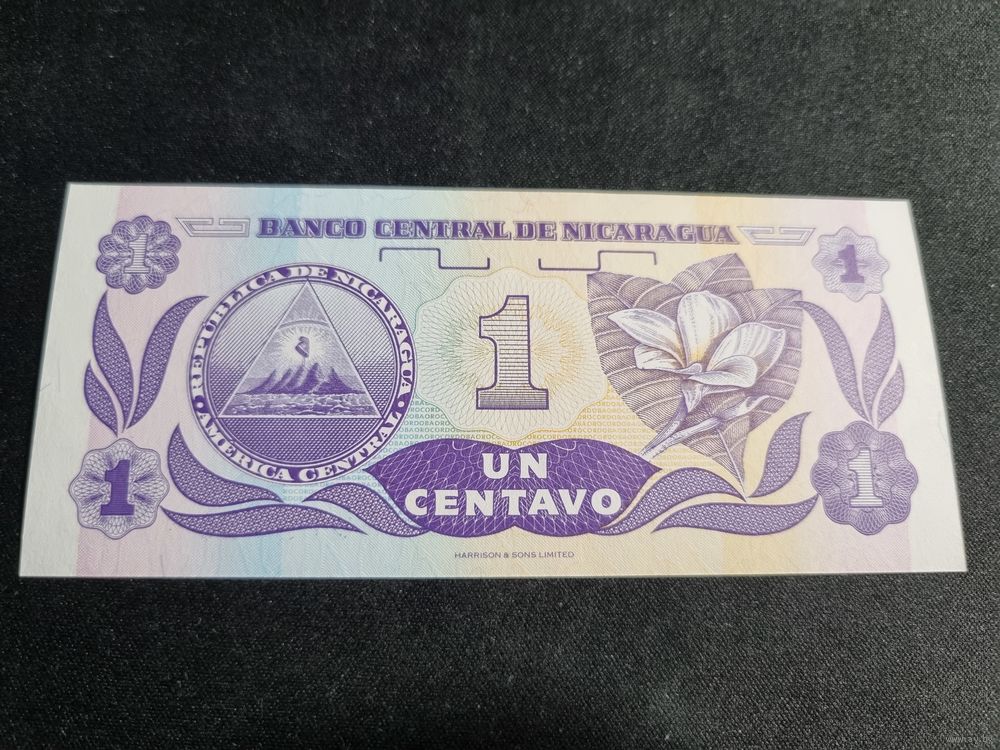 BANCO CENTRAL DE NICARAGUA
1
1
REPUBLICA DE NICARAGUA
AMERICA CENTRAL
1
UN
CENTAVO
1
1
HARRISON & SONS LIMITED